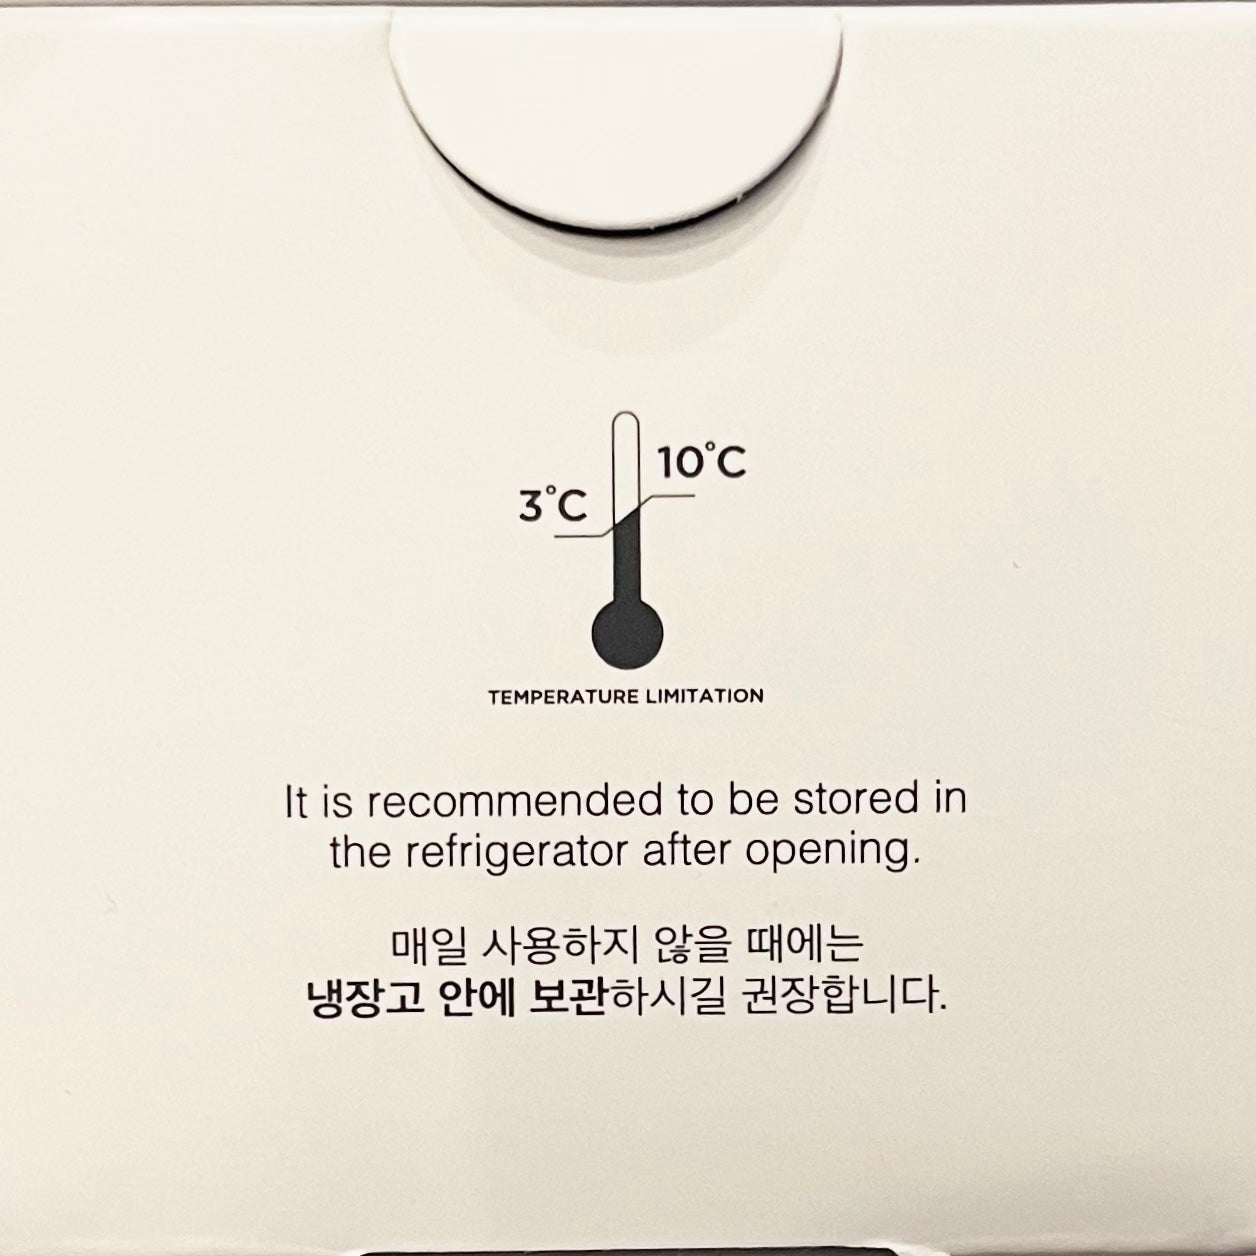 10°C
3°C
TEMPERATURE LIMITATION
It is recommended to be stored in
the refrigerator after opening.
매일 사용하지 않을 때에는
냉장고 안에 보관하시길 권장합니다.